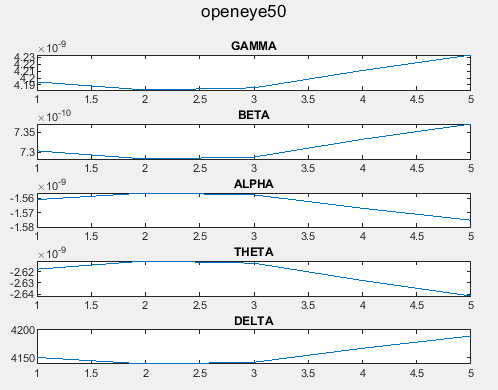 openeye50
×10⁻⁹ GAMMA
4.23
4.22
4.21
4.2
4.19
1 1.5 2 2.5 3 3.5 4 4.5 5
×10⁻¹⁰ BETA
7.35
7.3
1 1.5 2 2.5 3 3.5 4 4.5 5
×10⁻⁹ ALPHA
-1.56
-1.57
-1.58
1 1.5 2 2.5 3 3.5 4 4.5 5
×10⁻⁹ THETA
-2.62
-2.63
-2.64
1 1.5 2 2.5 3 3.5 4 4.5 5
DELTA
4200
4150
1 1.5 2 2.5 3 3.5 4 4.5 5